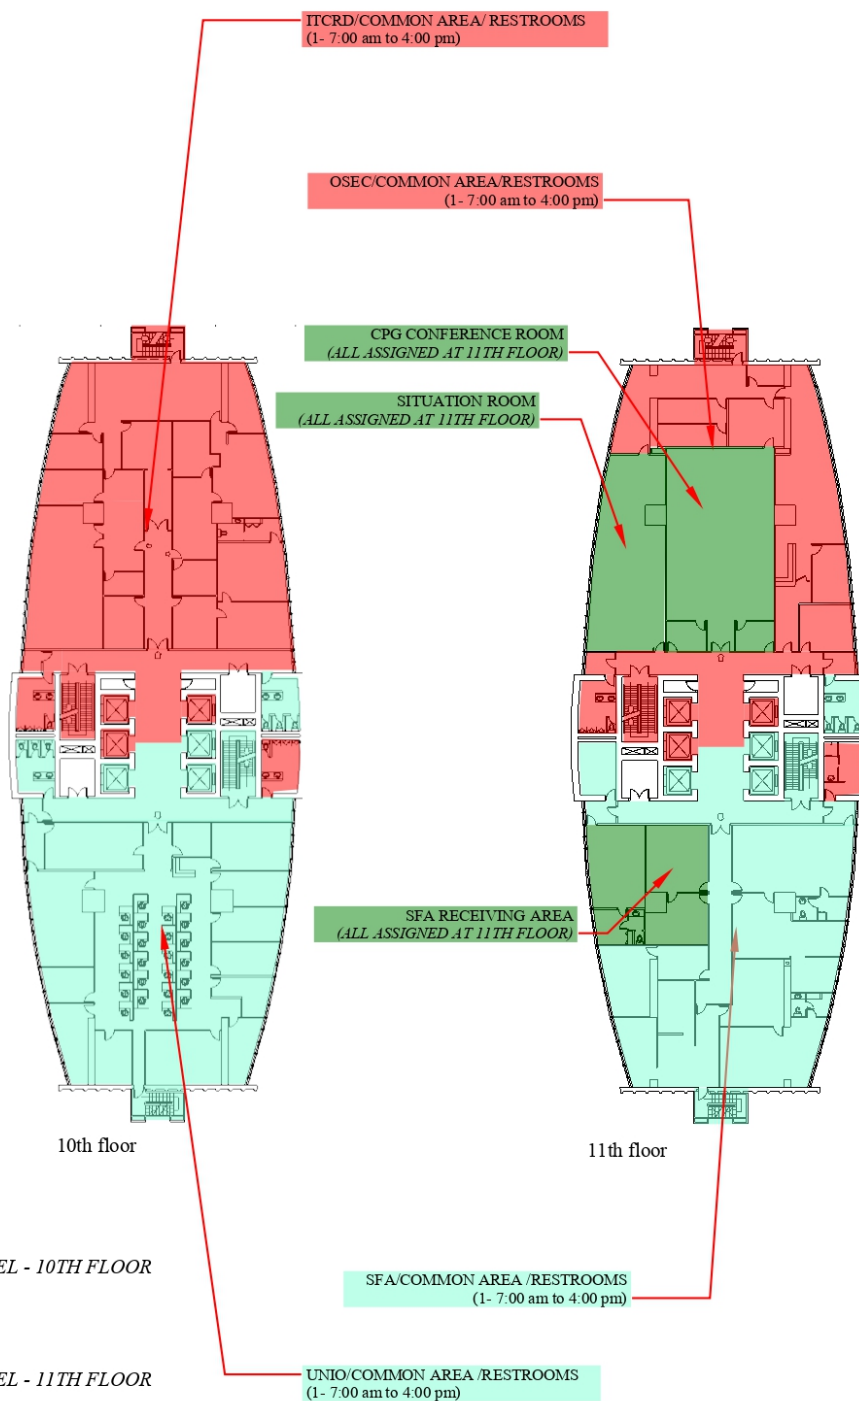 ITCRD/COMMON AREA/ RESTROOMS
(1- 7:00 am to 4:00 pm)
OSEC/COMMON AREA/RESTROOMS
(1- 7:00 am to 4:00 pm)
CPG CONFERENCE ROOM
(ALL ASSIGNED AT 11TH FLOOR)
SITUATION ROOM
(ALL ASSIGNED AT 11TH FLOOR)
SFA RECEIVING AREA
(ALL ASSIGNED AT 11TH FLOOR)
10th floor
11th floor
EL - 10TH FLOOR
SFA/COMMON AREA /RESTROOMS
(1- 7:00 am to 4:00 pm)
EL - 11TH FLOOR
UNIO/COMMON AREA /RESTROOMS
(1- 7:00 am to 4:00 pm)